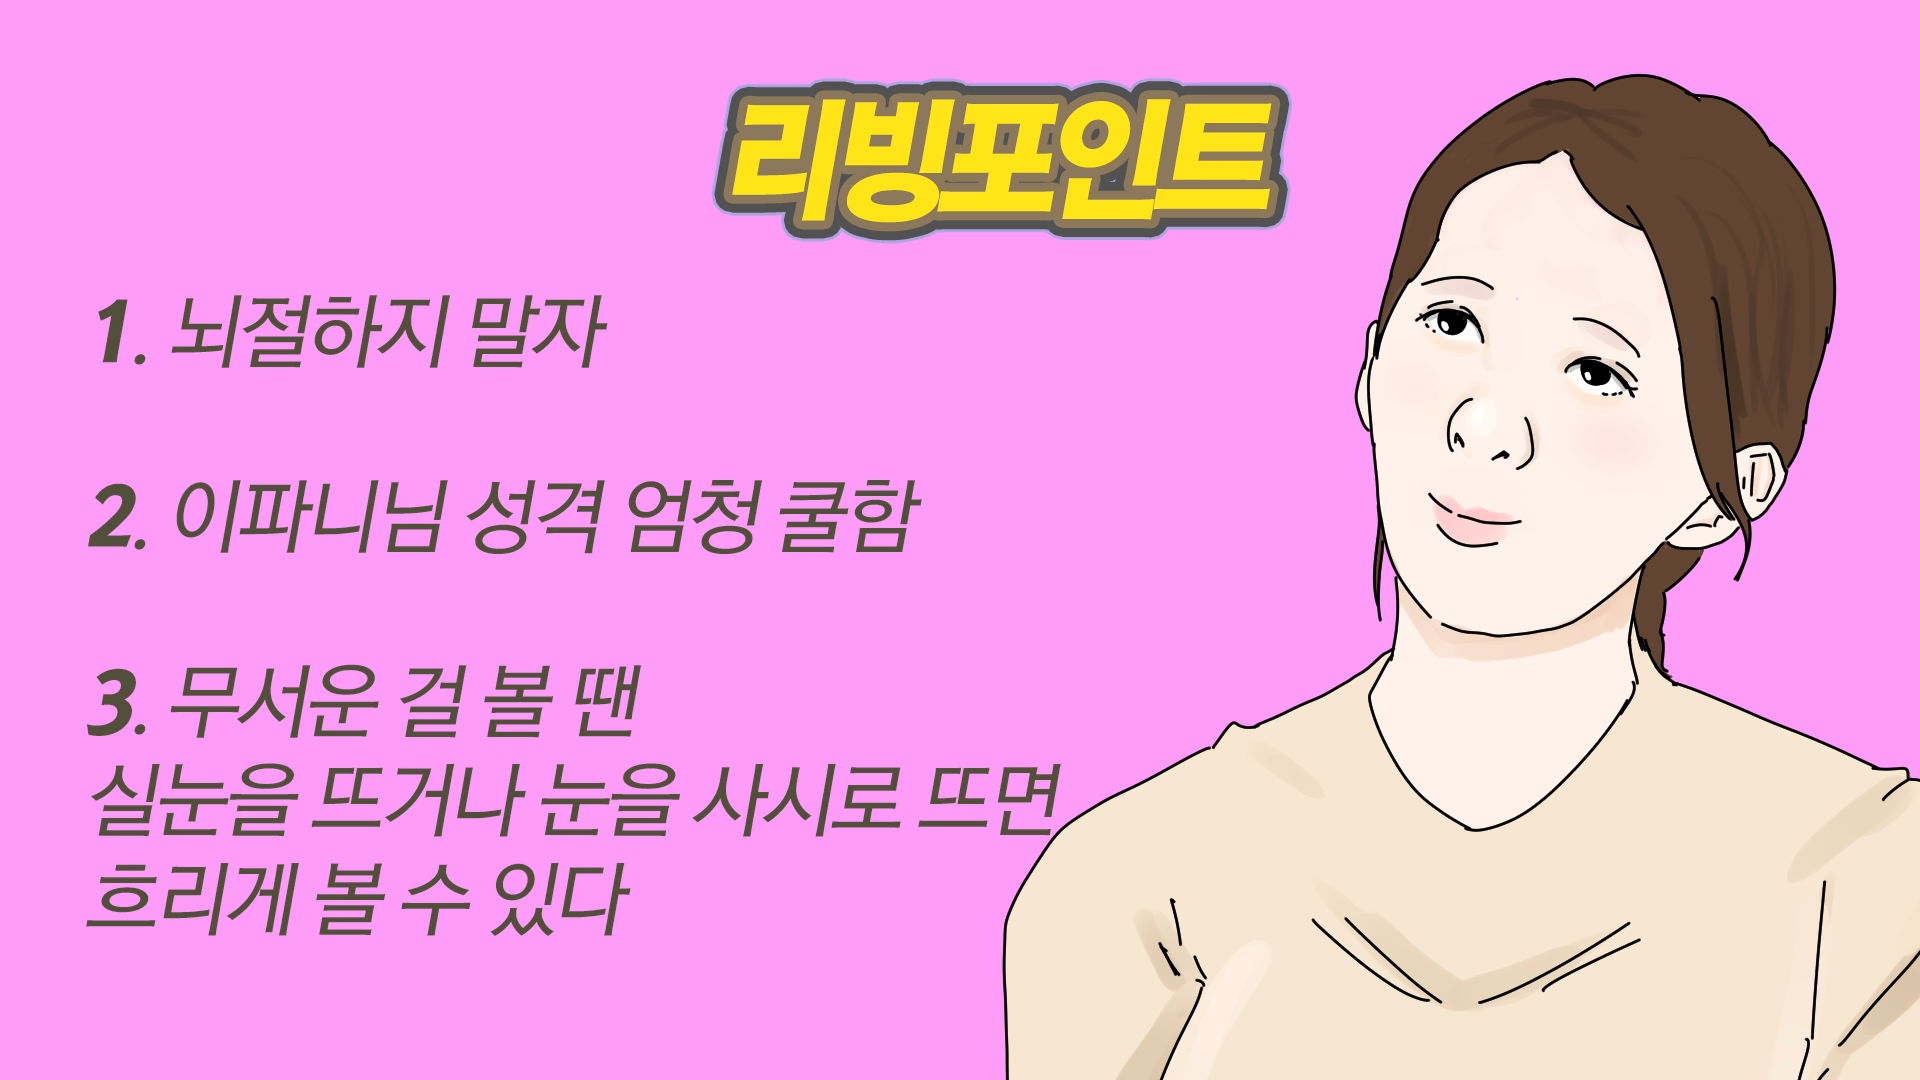 리빙포인트
1. 뇌절하지 말자
2. 이파니님 성격 엄청 쿨함
3. 무서운 걸 볼 땐
실눈을 뜨거나 눈을 사시로 뜨면
흐리게 볼 수 있다